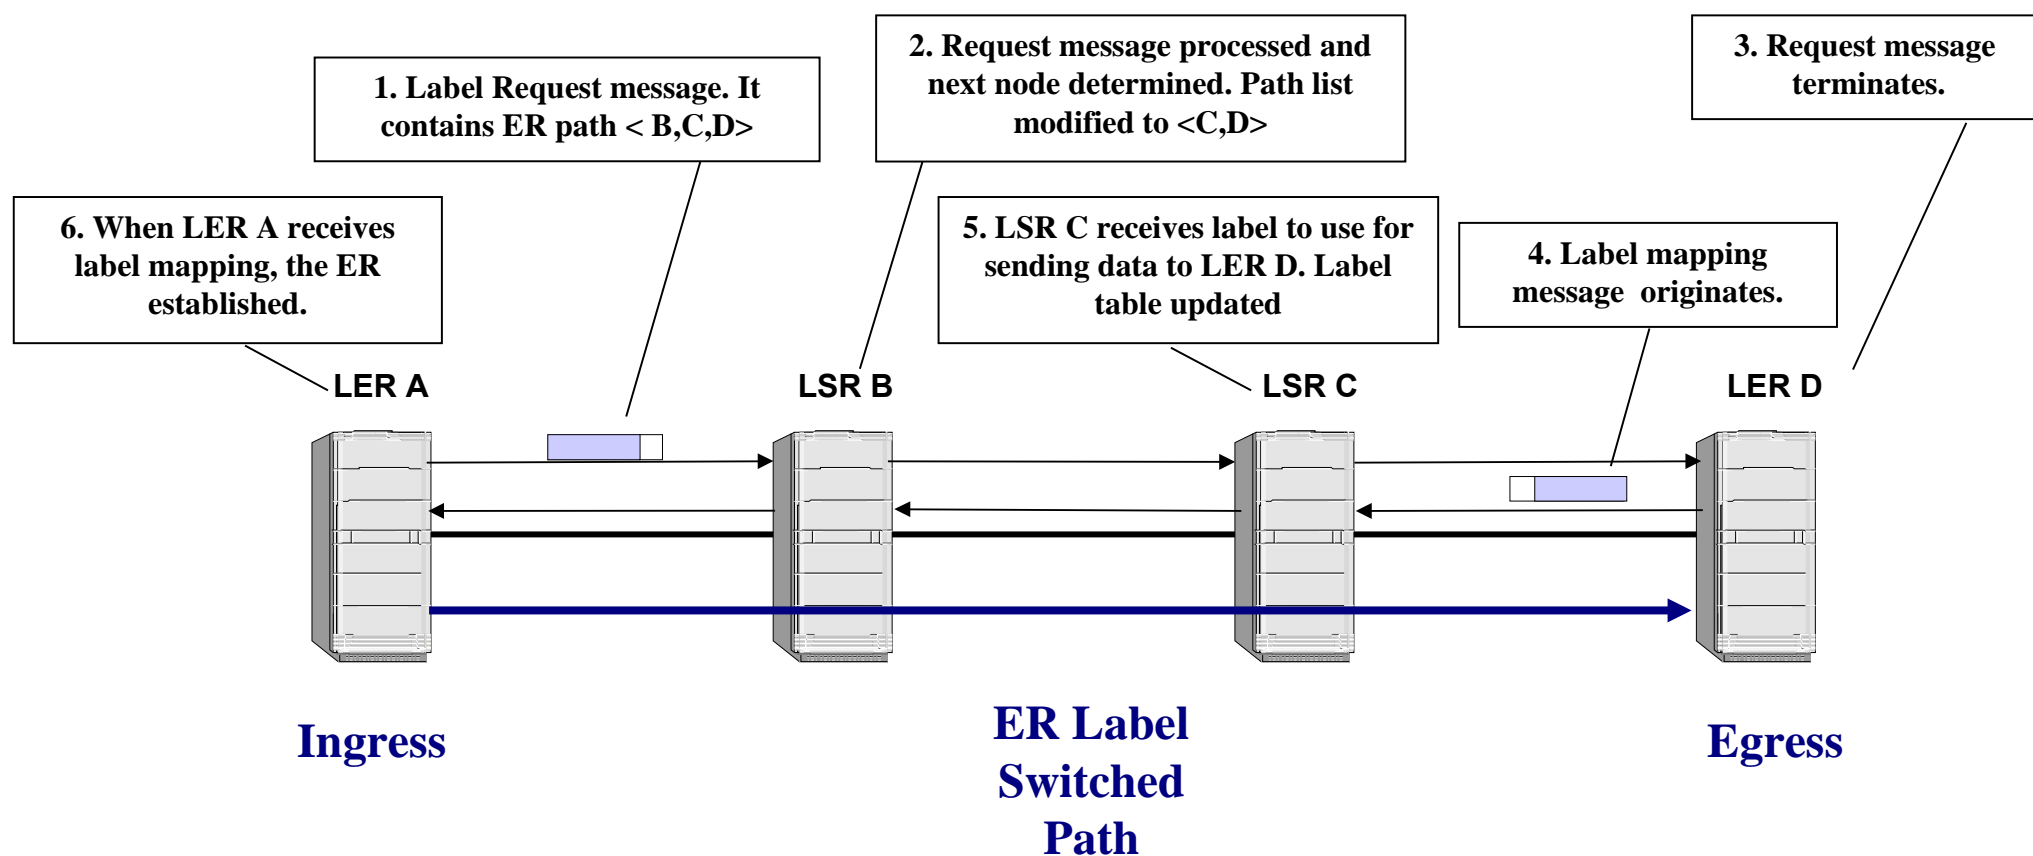 1. Label Request message. It
contains ER path < B,C,D>
2. Request message processed and
next node determined. Path list
modified to <C,D>
3. Request message
terminates.
6. When LER A receives
label mapping, the ER
established.
5. LSR C receives label to use for
sending data to LER D. Label
table updated
4. Label mapping
message  originates.
LER A
LSR B
LSR C
LER D
Ingress
ER Label
Switched
Path
Egress